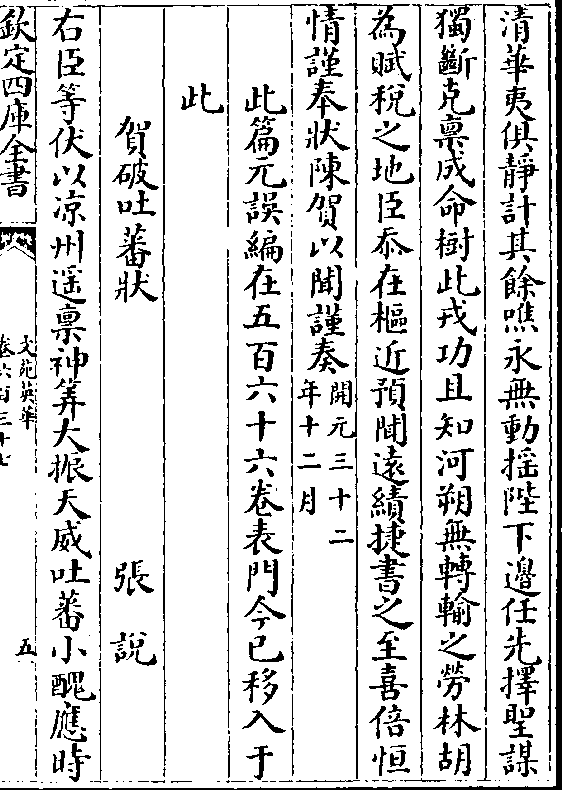 清華夷俱靜計其餘噍永無動揺陛下邊任先擇聖謀
獨斷克稟成命樹此戎功且知河朔無轉輸之勞林胡
為賦稅之地臣忝在樞近預聞遠績捷書之至喜倍恒
情謹奉狀陳賀以聞謹奏開元二十二
年十二月
此篇元誤編在五百六十六卷表門今已移入于
此
賀破吐蕃狀 張說
右臣等伏以凉州遥稟神筭大振天威吐蕃小醜應時
欽定四庫全書
文苑英華
卷六百三十七
五